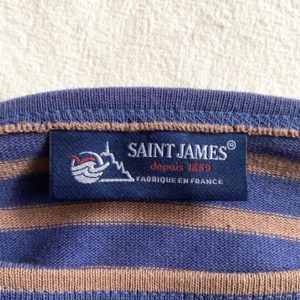 SAINT JAMES®
depuis 1889
FABRIQUE EN FRANCE